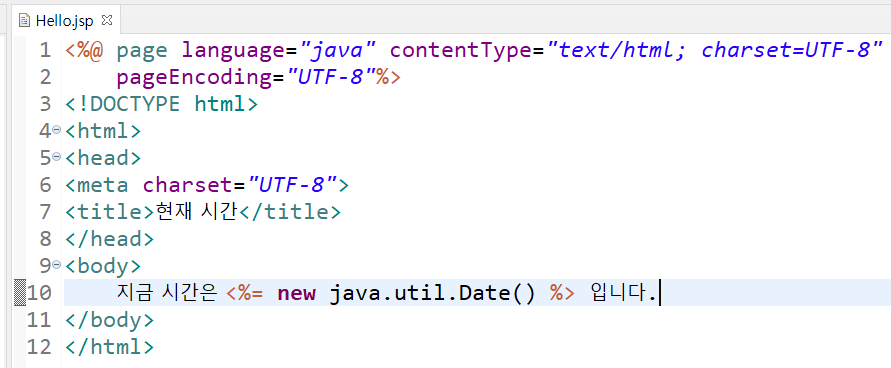 Hello.jsp
1 <%@ page language="java" contentType="text/html; charset=UTF-8"
2     pageEncoding="UTF-8"%>
3 <!DOCTYPE html>
4 <html>
5 <head>
6 <meta charset="UTF-8">
7 <title>현재 시간</title>
8 </head>
9 <body>
10     지금 시간은 <%= new java.util.Date() %> 입니다.
11 </body>
12 </html>